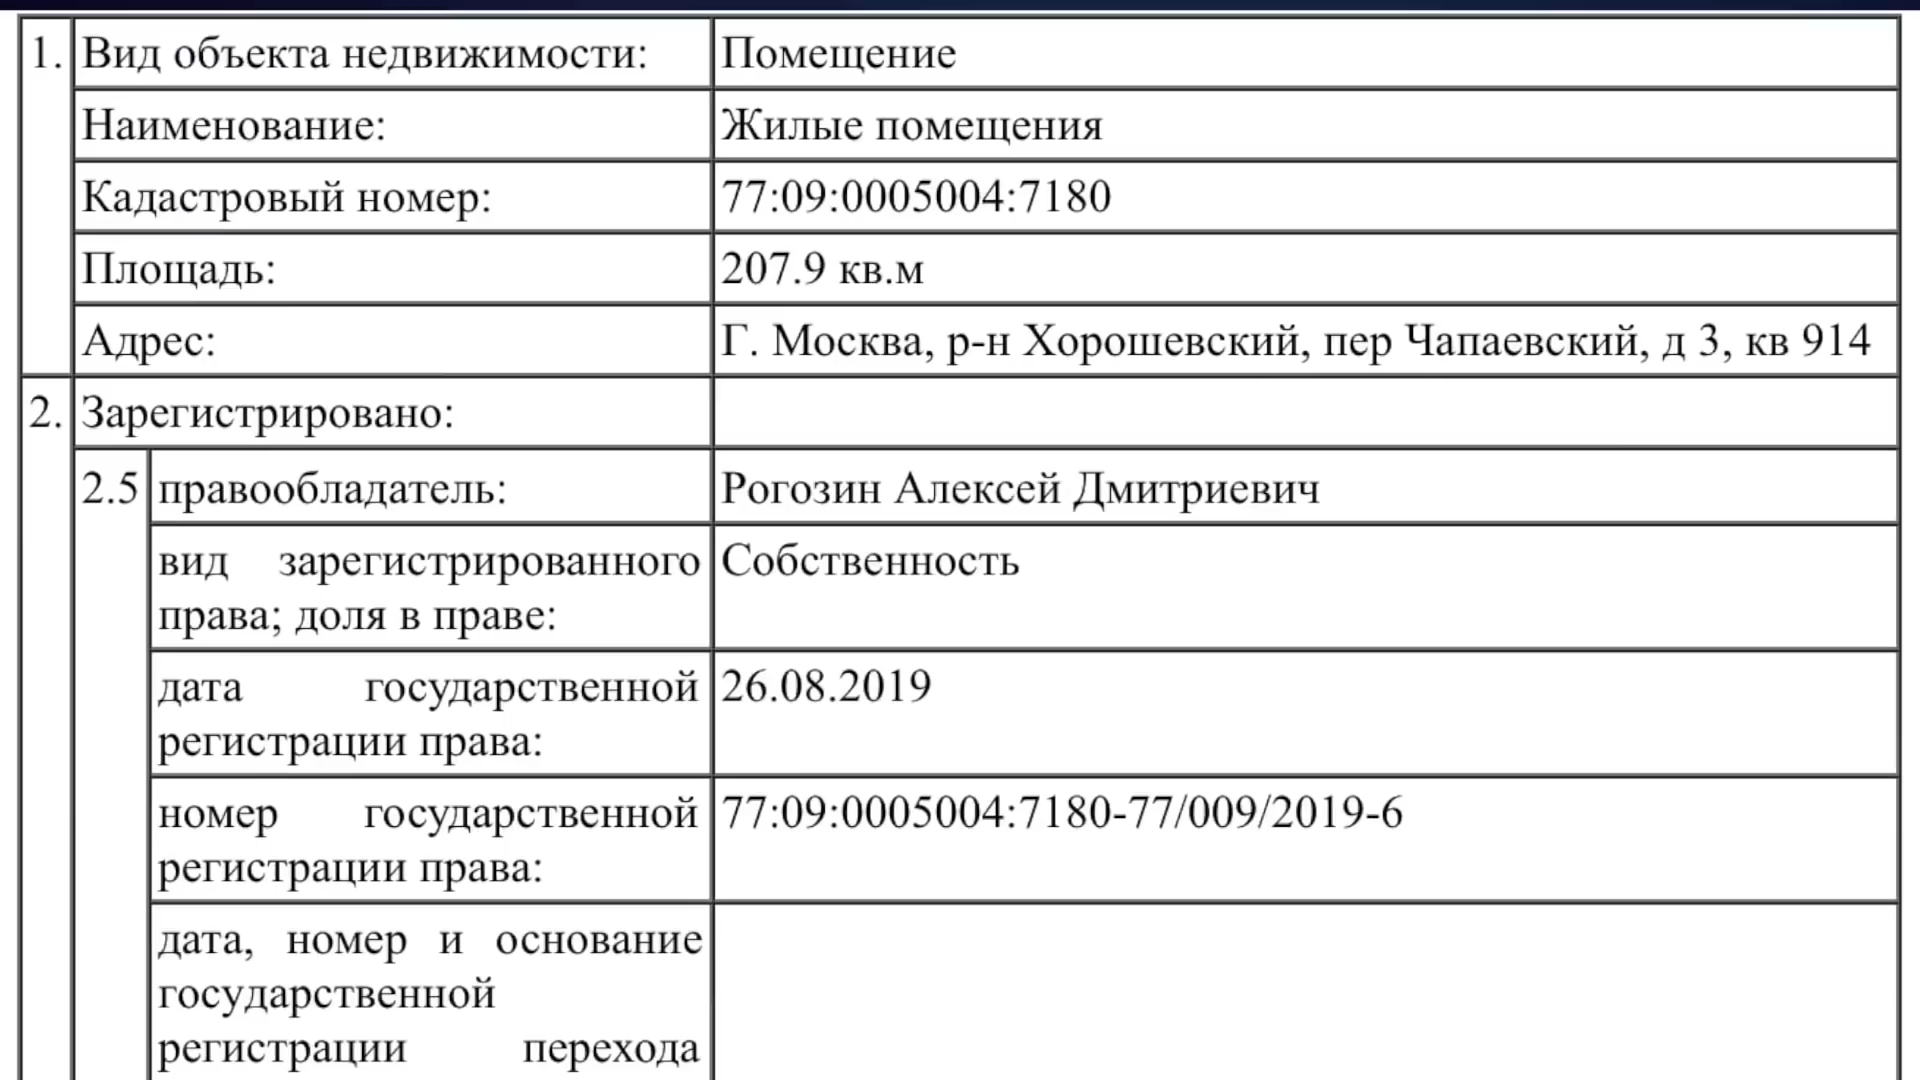 1. Вид объекта недвижимости: Помещение
Наименование: Жилые помещения
Кадастровый номер: 77:09:0005004:7180
Площадь: 207.9 кв.м
Адрес: Г. Москва, р-н Хорошевский, пер Чапаевский, д 3, кв 914
2. Зарегистрировано:
2.5 правообладатель: Рогозин Алексей Дмитриевич
вид зарегистрированного Собственность
права; доля в праве:
дата государственной 26.08.2019
регистрации права:
номер государственной 77:09:0005004:7180-77/009/2019-6
регистрации права:
дата, номер и основание
государственной
регистрации перехода